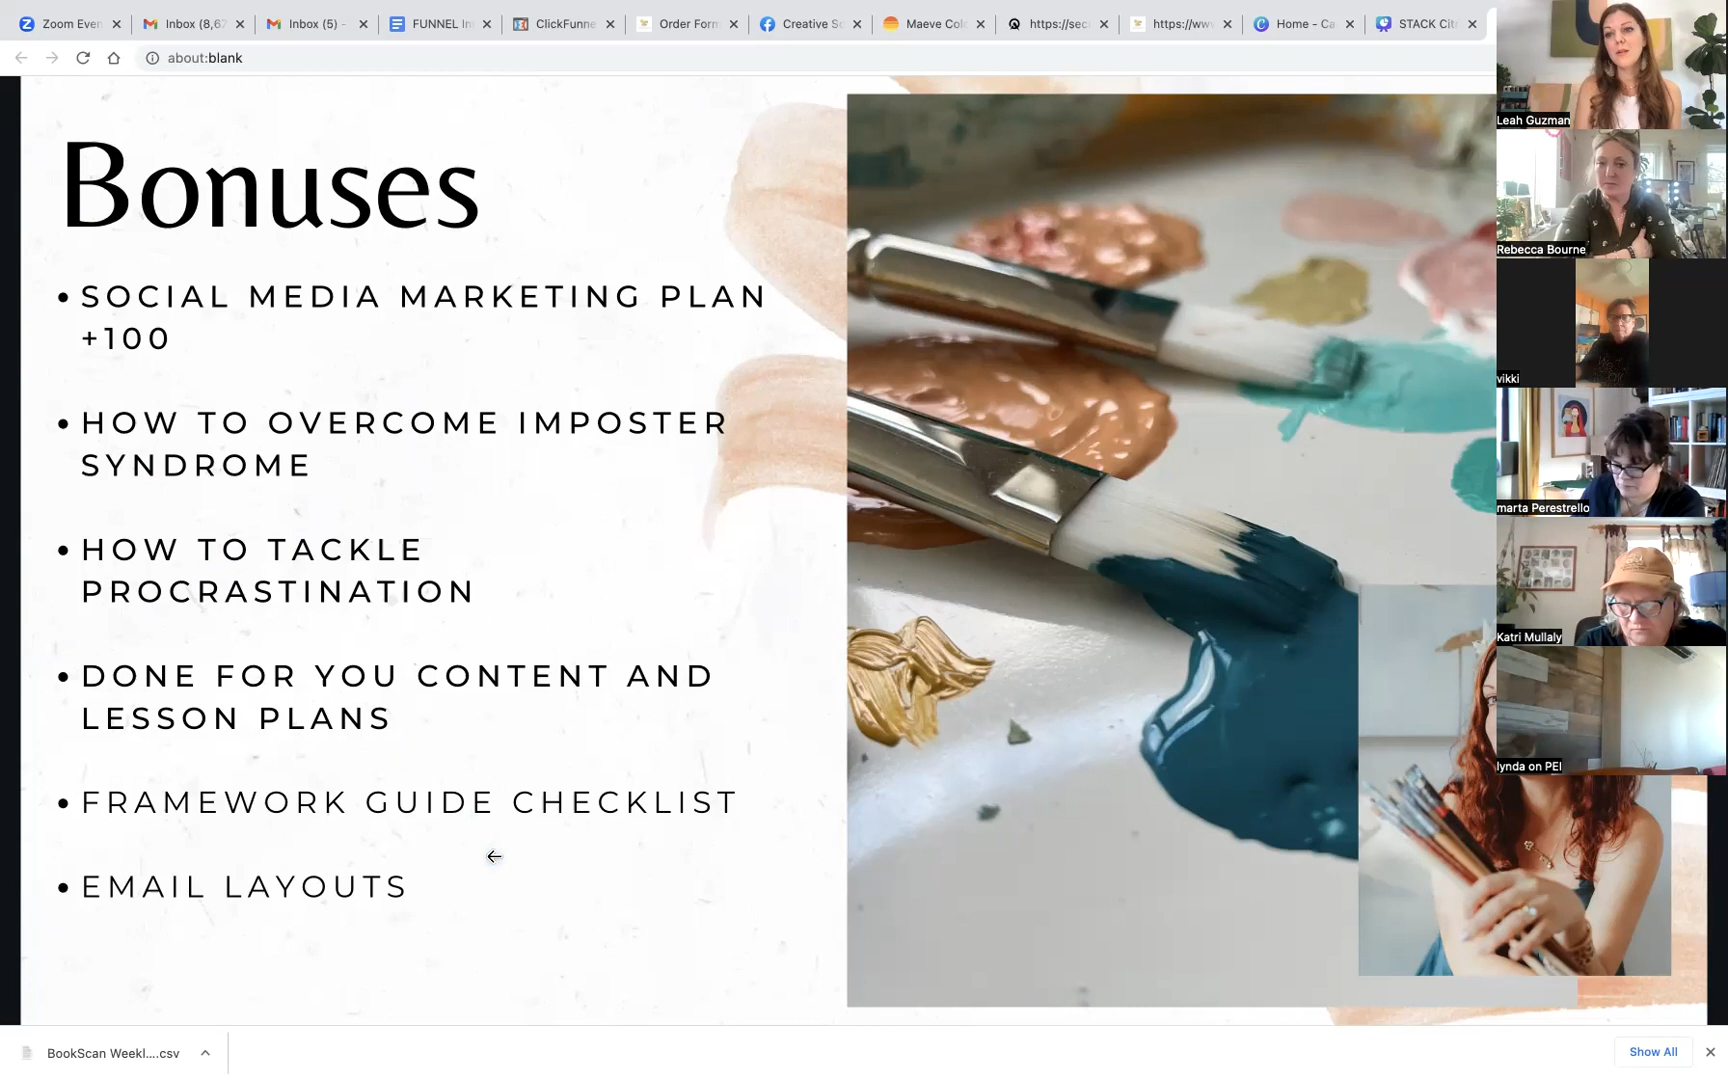 Zoom Even
Inbox (8,67
Inbox (5) -
FUNNEL In
ClickFunne
Order Form
Creative So
Maeve Colo
https://sec
https://ww
Home - Ca
STACK Cit
about:blank
Bonuses
• SOCIAL MEDIA MARKETING PLAN
+100
• HOW TO OVERCOME IMPOSTER
SYNDROME
• HOW TO TACKLE
PROCRASTINATION
• DONE FOR YOU CONTENT AND
LESSON PLANS
• FRAMEWORK GUIDE CHECKLIST
• EMAIL LAYOUTS
Leah Guzman
Rebecca Bourne
vikki
marta Perestrello
Katri Mullaly
lynda on PEI
BookScan Weekl....csv
Show All